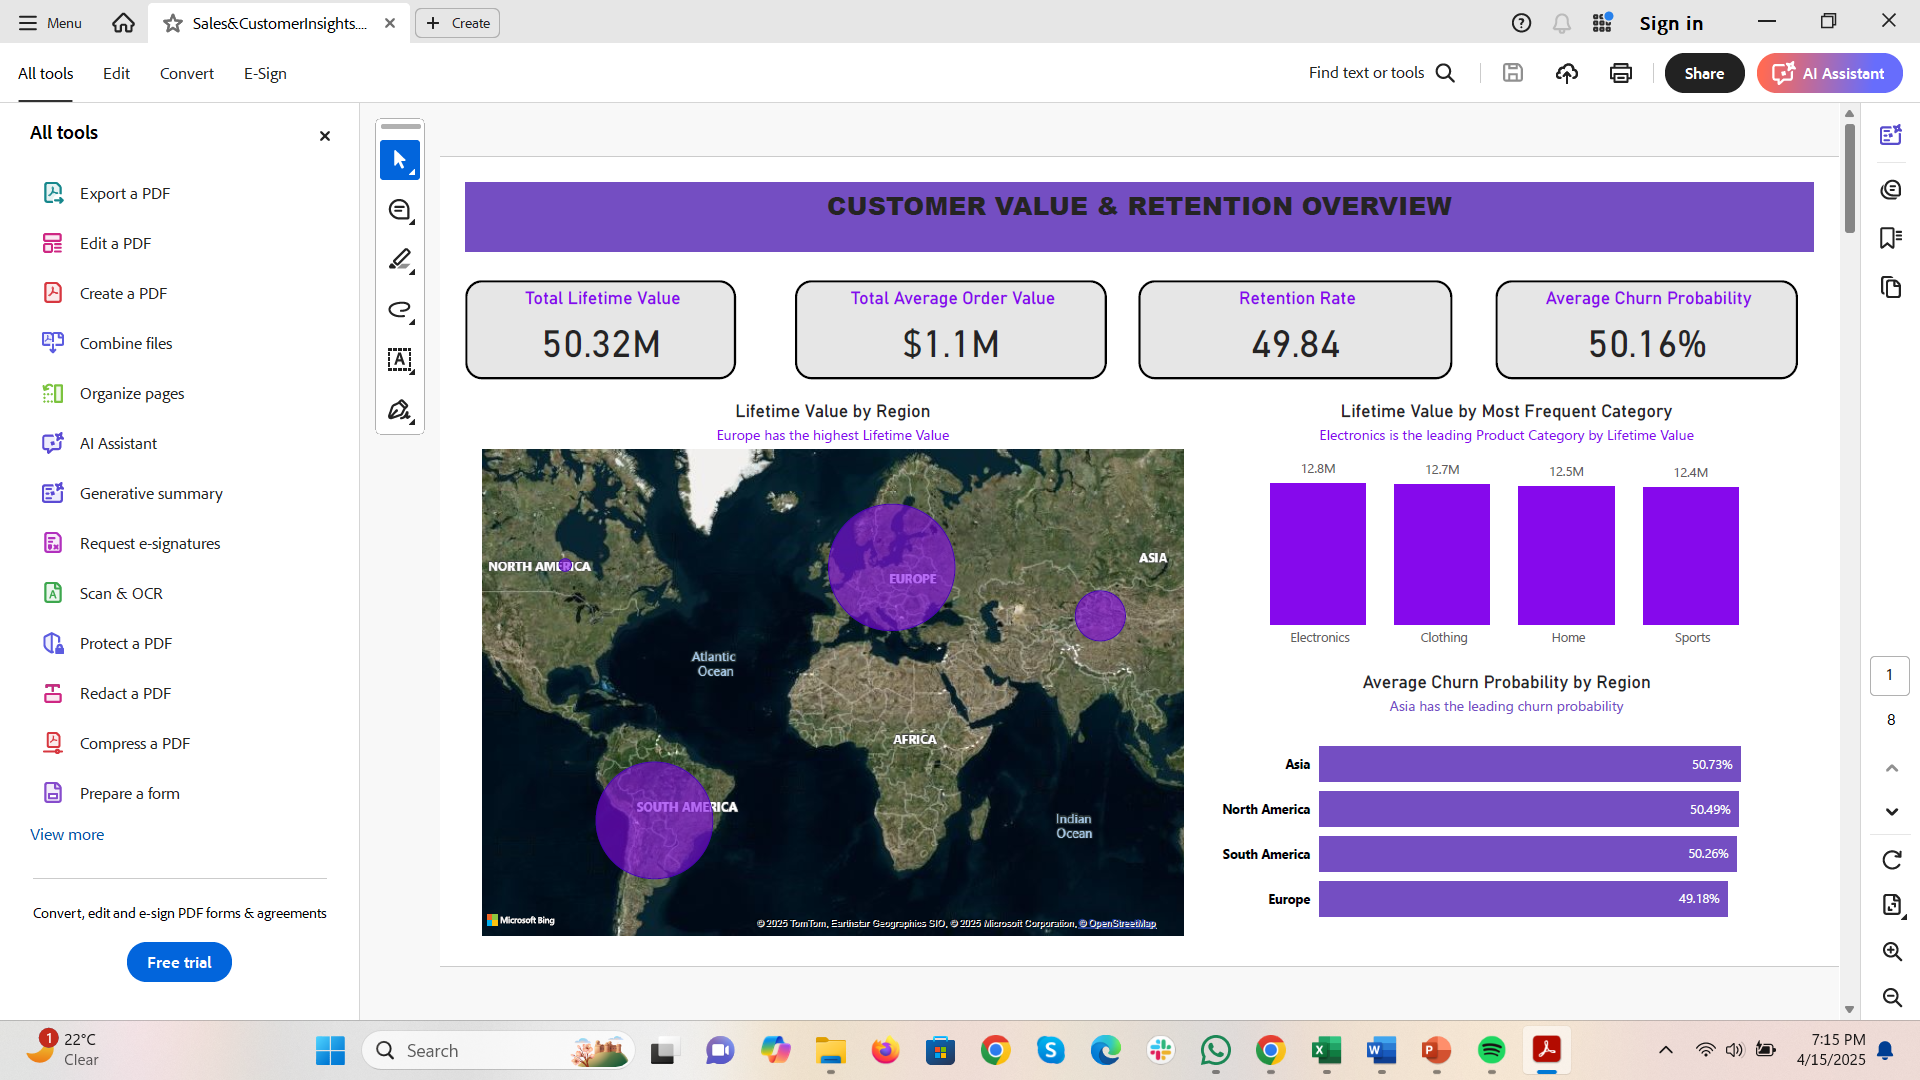 Menu
Sales&CustomerInsights....
Create
Sign in
All tools
Edit
Convert
E-Sign
Find text or tools
Share
AI Assistant
All tools
Export a PDF
Edit a PDF
Create a PDF
Combine files
Organize pages
AI Assistant
Generative summary
Request e-signatures
Scan & OCR
Protect a PDF
Redact a PDF
Compress a PDF
Prepare a form
View more
Convert, edit and e-sign PDF forms & agreements
Free trial
CUSTOMER VALUE & RETENTION OVERVIEW
Total Lifetime Value
50.32M
Total Average Order Value
$1.1M
Retention Rate
49.84
Average Churn Probability
50.16%
Lifetime Value by Region
Europe has the highest Lifetime Value
NORTH AMERICA
EUROPE
ASIA
Atlantic
Ocean
AFRICA
SOUTH AMERICA
Indian
Ocean
Microsoft Bing
© 2025 TomTom, Earthstar Geographics SIO, © 2025 Microsoft Corporation, © OpenStreetMap
Lifetime Value by Most Frequent Category
Electronics is the leading Product Category by Lifetime Value
12.8M
12.7M
12.5M
12.4M
Electronics
Clothing
Home
Sports
Average Churn Probability by Region
Asia has the leading churn probability
Asia
50.73%
North America
50.49%
South America
50.26%
Europe
49.18%
1
8
1
22°C
Clear
Search
7:15 PM
4/15/2025